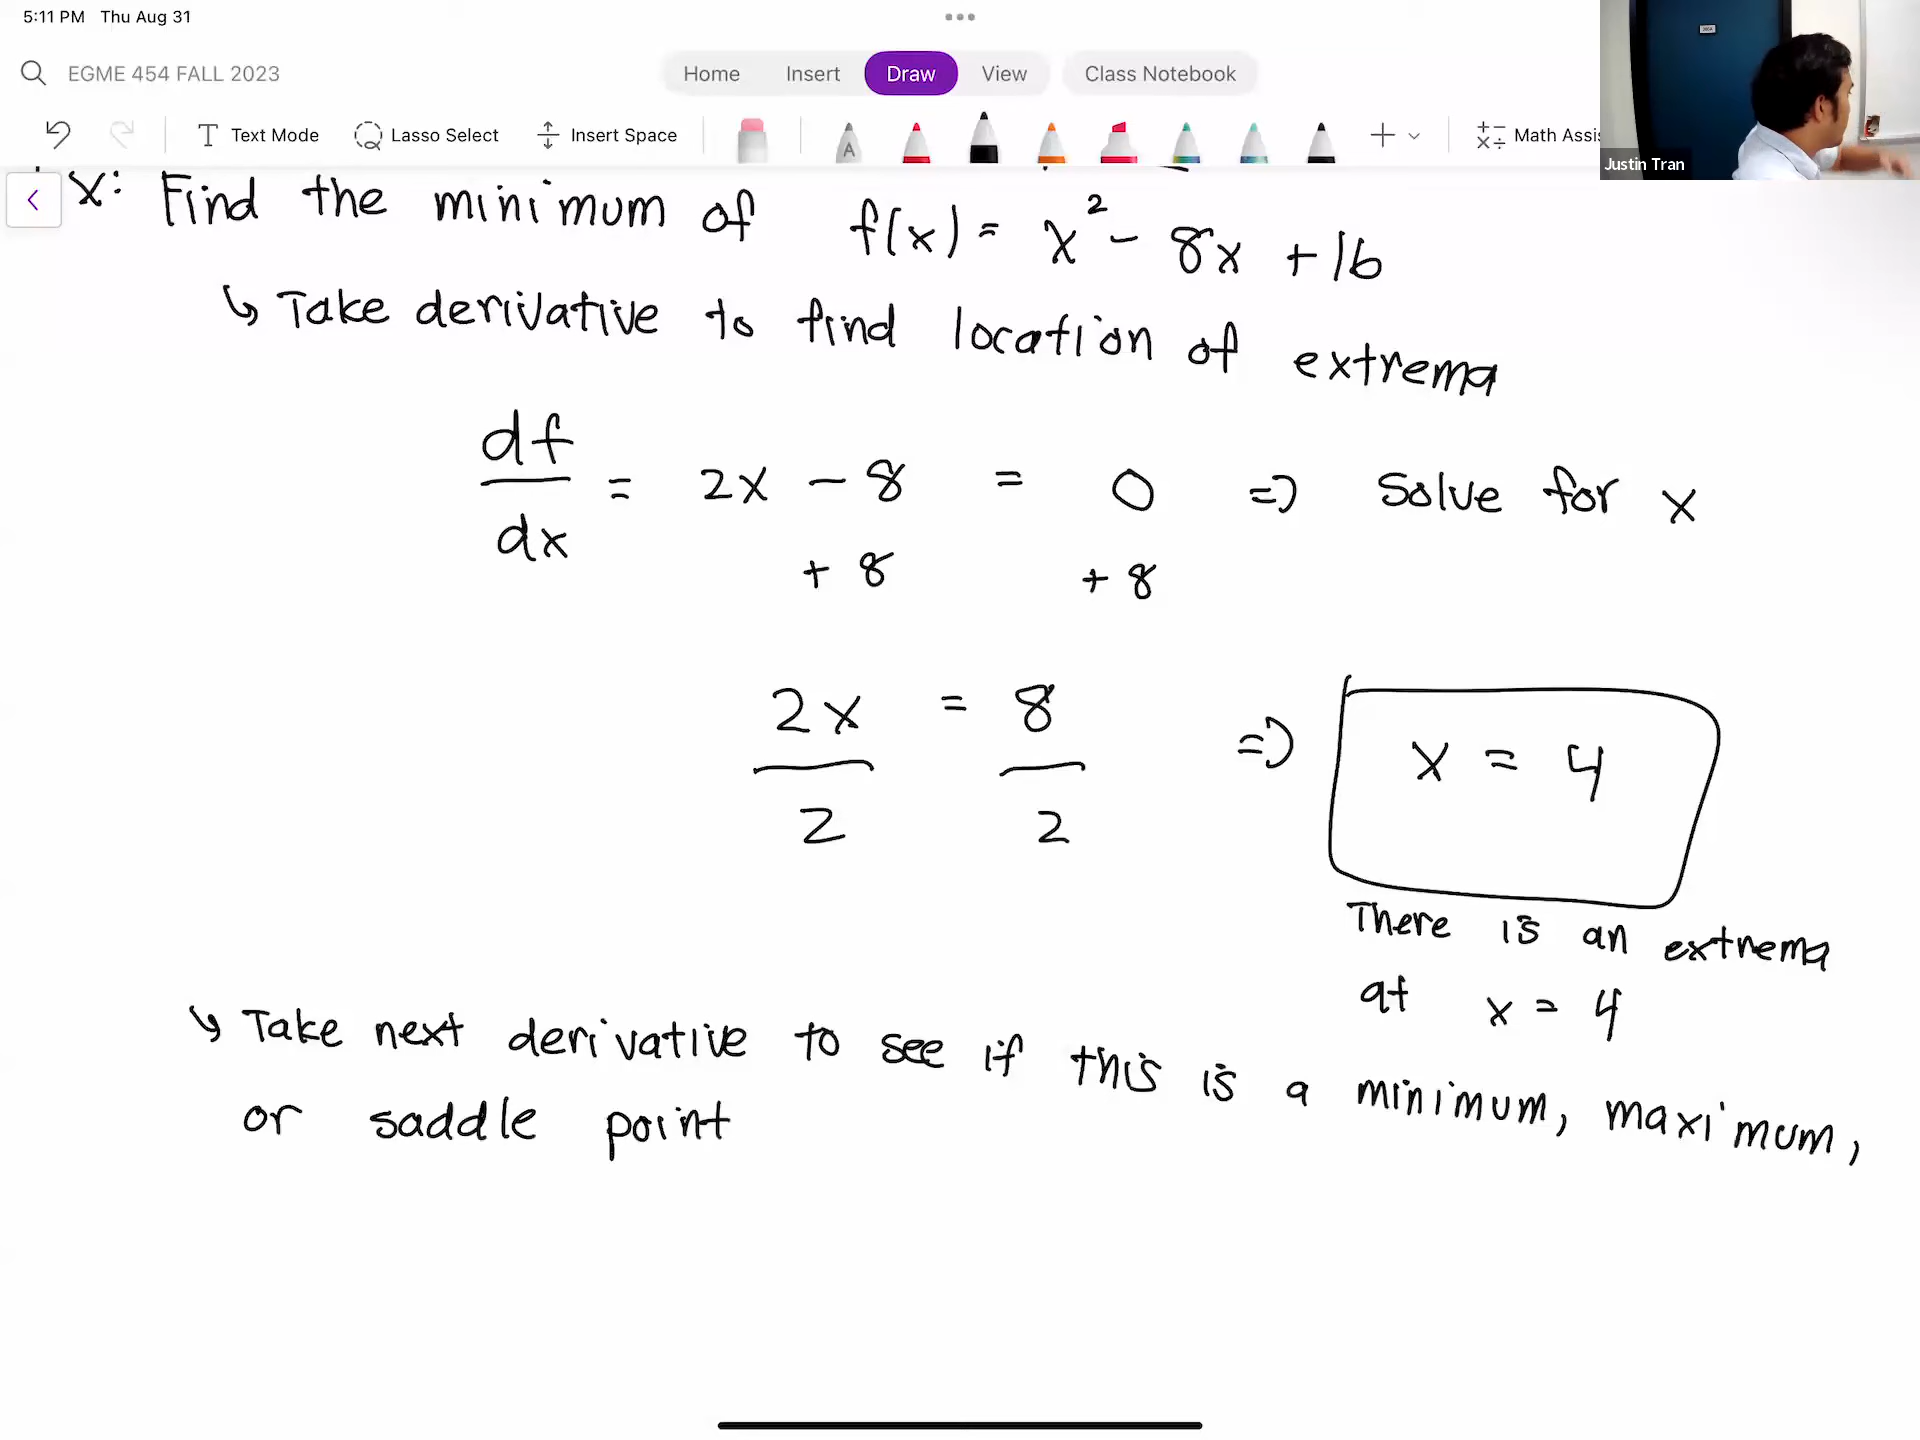 5:11 PM Thu Aug 31
EGME 454 FALL 2023
Home Insert Draw View Class Notebook
Text Mode Lasso Select Insert Space A Math Assi
Justin Tran
x: Find the minimum of f(x) = x² - 8x + 16
↳ Take derivative to find location of extrema
df/dx = 2x - 8 = 0 => Solve for x
+ 8 + 8
2x/2 = 8/2 => x = 4
There is an extrema
at x = 4
↳ Take next derivative to see if this is a minimum, maximum,
or saddle point